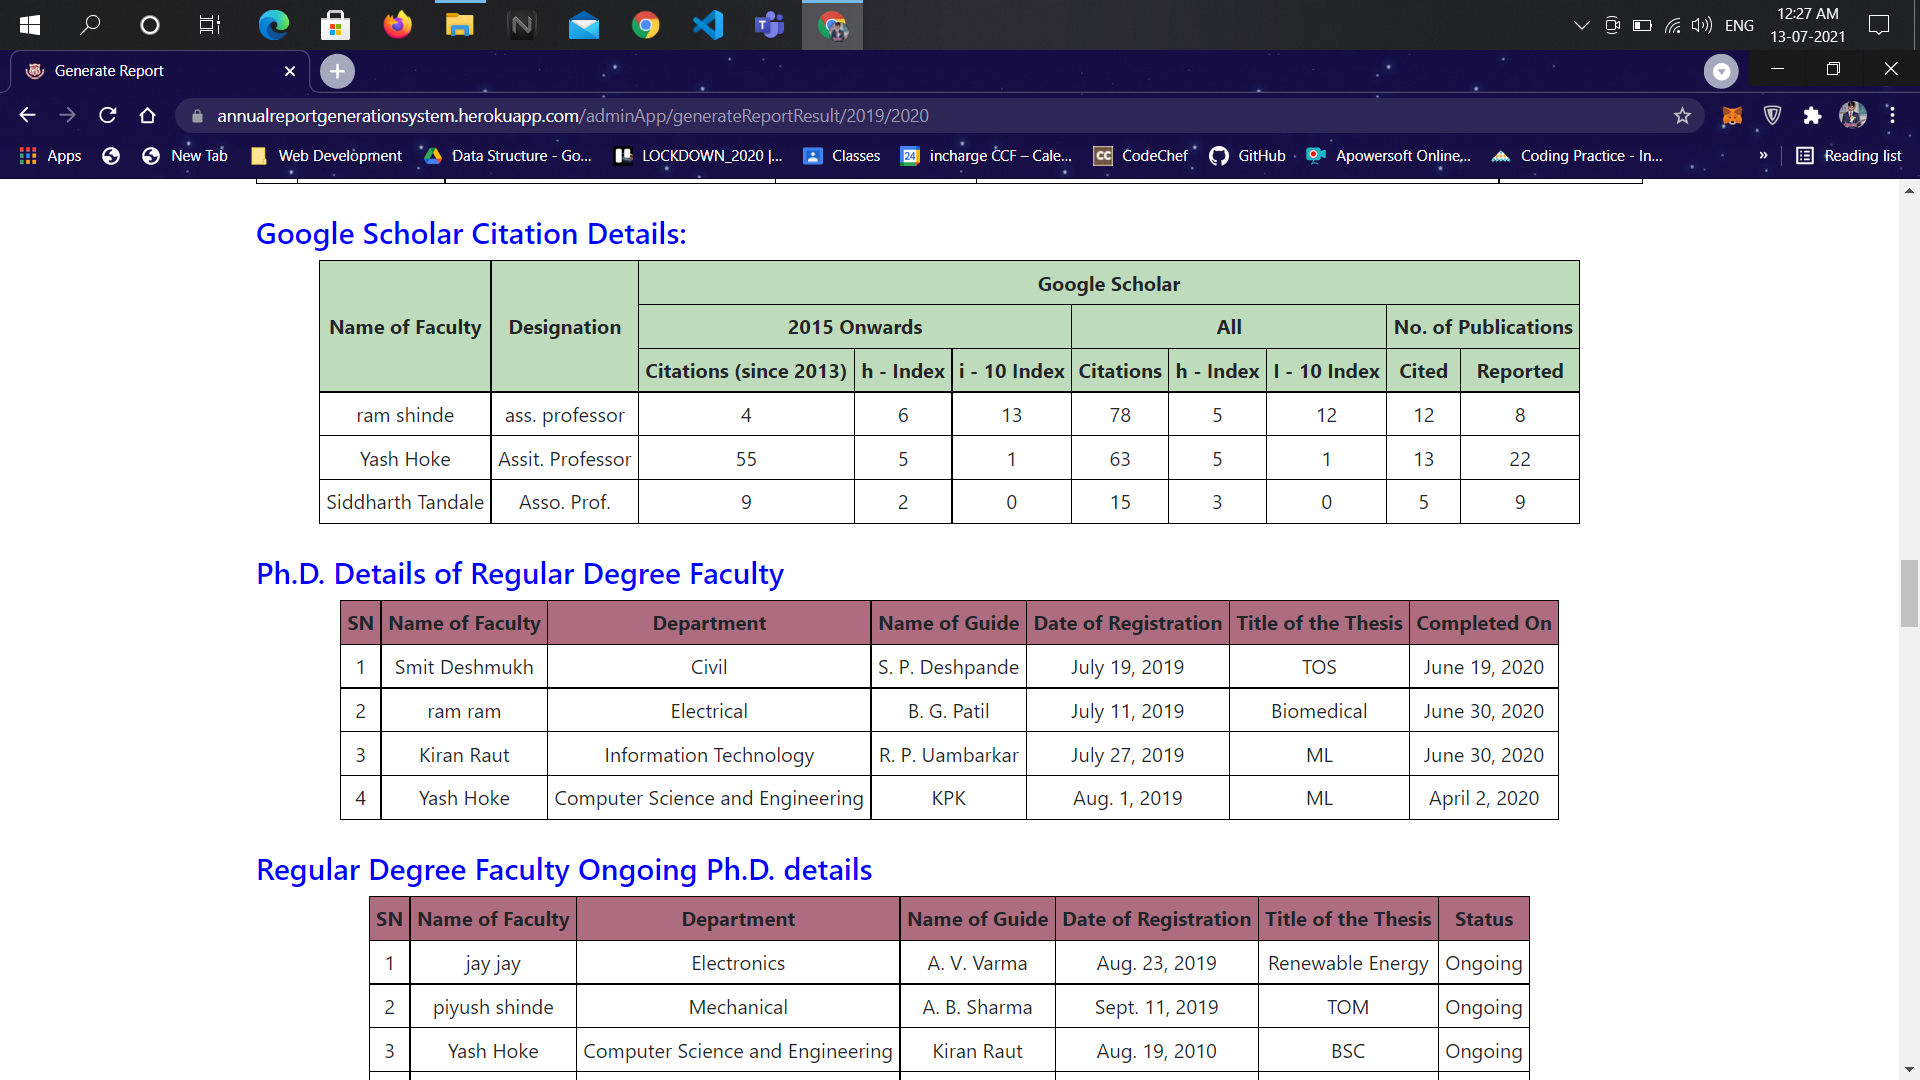 ENG
12:27 AM
13-07-2021
Generate Report
annualreportgenerationsystem.herokuapp.com/adminApp/generateReportResult/2019/2020
Apps New Tab Web Development Data Structure - Go... LOCKDOWN_2020 |... Classes 24 incharge CCF – Cale... CC CodeChef GitHub Apowersoft Online,... Coding Practice - In... » Reading list
Google Scholar Citation Details:
Name of Faculty Designation Google Scholar
2015 Onwards All No. of Publications
Citations (since 2013) h - Index i - 10 Index Citations h - Index I - 10 Index Cited Reported
ram shinde ass. professor 4 6 13 78 5 12 12 8
Yash Hoke Assit. Professor 55 5 1 63 5 1 13 22
Siddharth Tandale Asso. Prof. 9 2 0 15 3 0 5 9
Ph.D. Details of Regular Degree Faculty
SN Name of Faculty Department Name of Guide Date of Registration Title of the Thesis Completed On
1 Smit Deshmukh Civil S. P. Deshpande July 19, 2019 TOS June 19, 2020
2 ram ram Electrical B. G. Patil July 11, 2019 Biomedical June 30, 2020
3 Kiran Raut Information Technology R. P. Uambarkar July 27, 2019 ML June 30, 2020
4 Yash Hoke Computer Science and Engineering KPK Aug. 1, 2019 ML April 2, 2020
Regular Degree Faculty Ongoing Ph.D. details
SN Name of Faculty Department Name of Guide Date of Registration Title of the Thesis Status
1 jay jay Electronics A. V. Varma Aug. 23, 2019 Renewable Energy Ongoing
2 piyush shinde Mechanical A. B. Sharma Sept. 11, 2019 TOM Ongoing
3 Yash Hoke Computer Science and Engineering Kiran Raut Aug. 19, 2010 BSC Ongoing